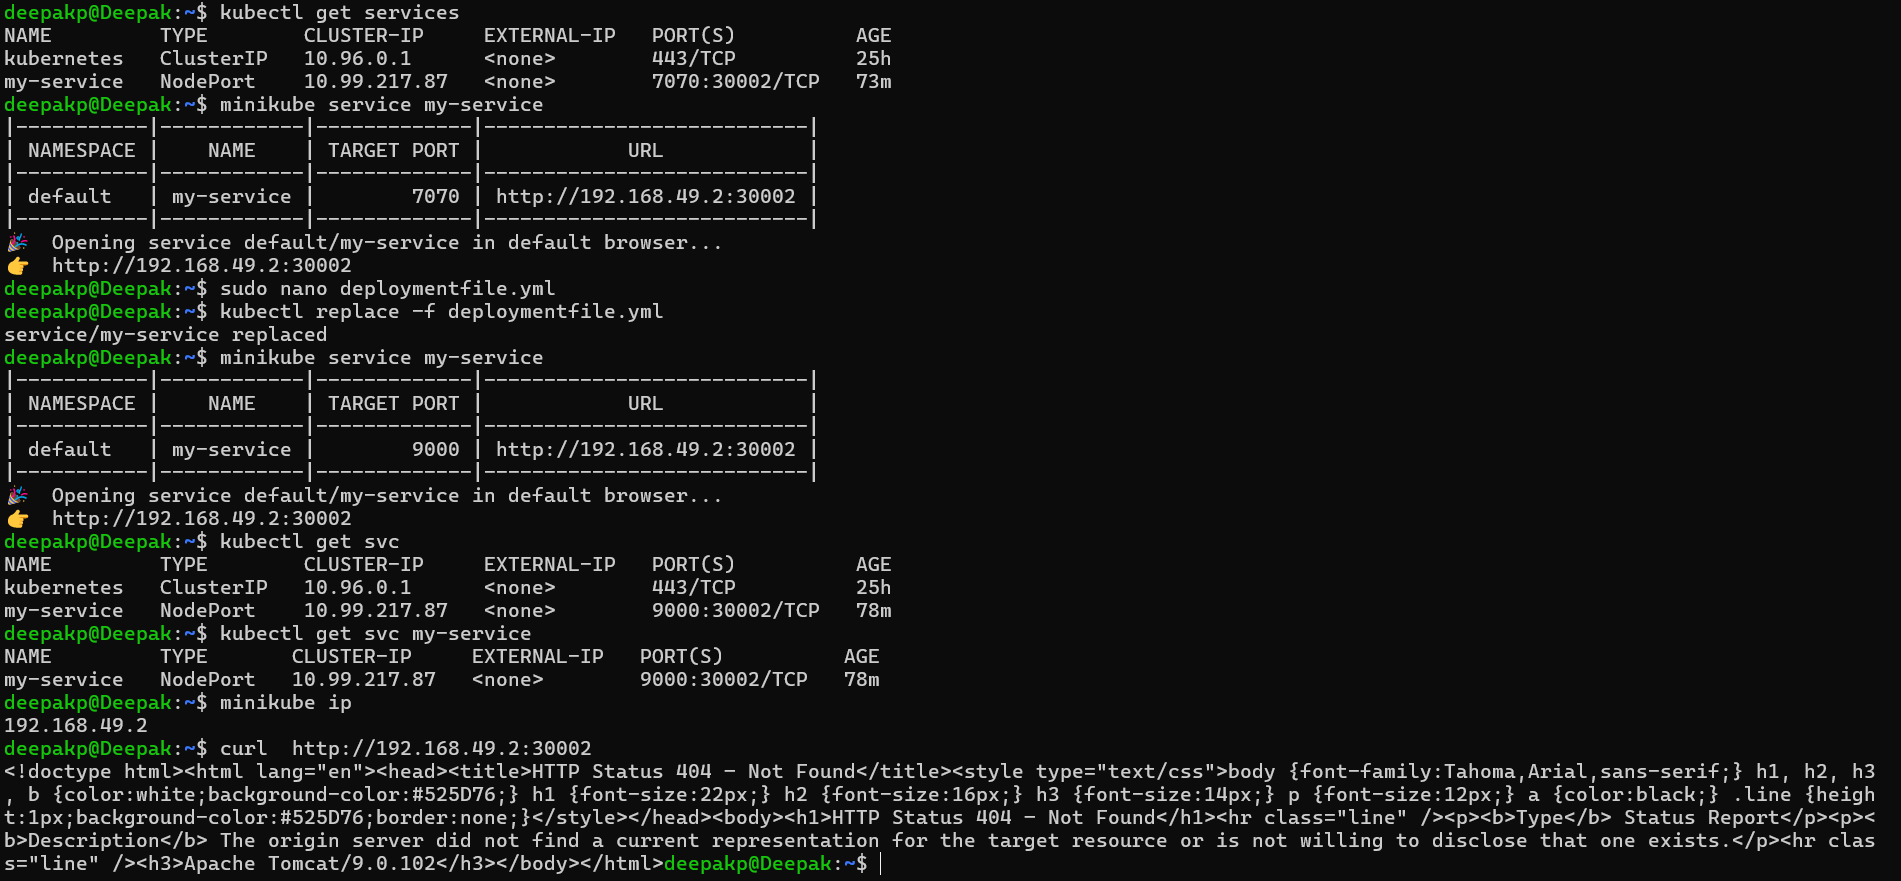 deepakp@Deepak:~$ kubectl get services
NAME         TYPE        CLUSTER-IP     EXTERNAL-IP   PORT(S)          AGE
kubernetes   ClusterIP   10.96.0.1      <none>        443/TCP          25h
my-service   NodePort    10.99.217.87   <none>        7070:30002/TCP   73m
deepakp@Deepak:~$ minikube service my-service
|-----------|------------|-------------|---------------------------|
| NAMESPACE |    NAME    | TARGET PORT |            URL            |
|-----------|------------|-------------|---------------------------|
| default   | my-service |        7070 | http://192.168.49.2:30002 |
|-----------|------------|-------------|---------------------------|
🎉  Opening service default/my-service in default browser...
👉  http://192.168.49.2:30002
deepakp@Deepak:~$ sudo nano deploymentfile.yml
deepakp@Deepak:~$ kubectl replace -f deploymentfile.yml
service/my-service replaced
deepakp@Deepak:~$ minikube service my-service
|-----------|------------|-------------|---------------------------|
| NAMESPACE |    NAME    | TARGET PORT |            URL            |
|-----------|------------|-------------|---------------------------|
| default   | my-service |        9000 | http://192.168.49.2:30002 |
|-----------|------------|-------------|---------------------------|
🎉  Opening service default/my-service in default browser...
👉  http://192.168.49.2:30002
deepakp@Deepak:~$ kubectl get svc
NAME         TYPE        CLUSTER-IP     EXTERNAL-IP   PORT(S)          AGE
kubernetes   ClusterIP   10.96.0.1      <none>        443/TCP          25h
my-service   NodePort    10.99.217.87   <none>        9000:30002/TCP   78m
deepakp@Deepak:~$ kubectl get svc my-service
NAME         TYPE       CLUSTER-IP     EXTERNAL-IP   PORT(S)          AGE
my-service   NodePort   10.99.217.87   <none>        9000:30002/TCP   78m
deepakp@Deepak:~$ minikube ip
192.168.49.2
deepakp@Deepak:~$ curl  http://192.168.49.2:30002
<!doctype html><html lang="en"><head><title>HTTP Status 404 – Not Found</title><style type="text/css">body {font-family:Tahoma,Arial,sans-serif;} h1, h2, h3
, b {color:white;background-color:#525D76;} h1 {font-size:22px;} h2 {font-size:16px;} h3 {font-size:14px;} p {font-size:12px;} a {color:black;} .line {heigh
t:1px;background-color:#525D76;border:none;}</style></head><body><h1>HTTP Status 404 – Not Found</h1><hr class="line" /><p><b>Type</b> Status Report</p><p><
b>Description</b> The origin server did not find a current representation for the target resource or is not willing to disclose that one exists.</p><hr clas
s="line" /><h3>Apache Tomcat/9.0.102</h3></body></html>deepakp@Deepak:~$